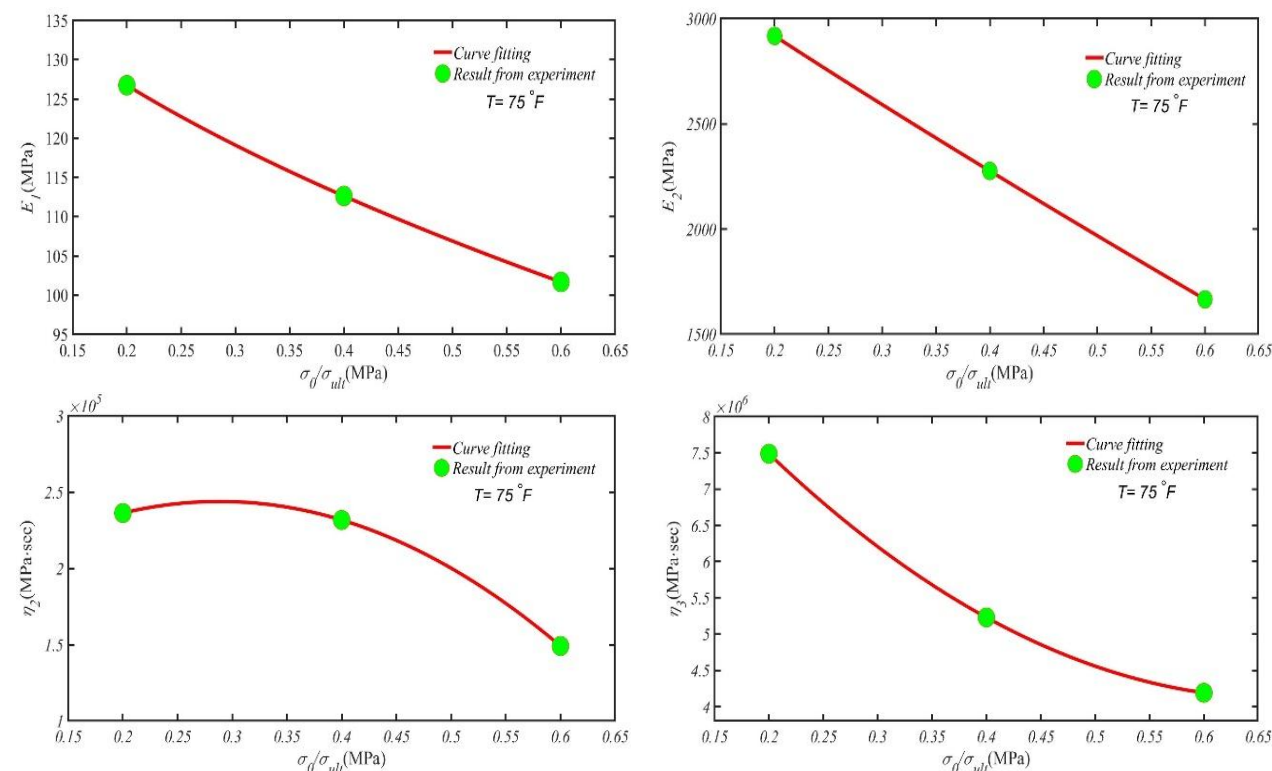 135
130
125
120
115
110
105
100
95
E1(MPa)
Curve fitting
Result from experiment
T= 75 °F
0.15 0.2 0.25 0.3 0.35 0.4 0.45 0.5 0.55 0.6 0.65
σ0/σult(MPa)
3000
2500
2000
1500
E2(MPa)
Curve fitting
Result from experiment
T= 75 °F
0.15 0.2 0.25 0.3 0.35 0.4 0.45 0.5 0.55 0.6 0.65
σ0/σult(MPa)
×10^5
3
2.5
2
1.5
1
η2(MPa·sec)
Curve fitting
Result from experiment
T= 75 °F
0.15 0.2 0.25 0.3 0.35 0.4 0.45 0.5 0.55 0.6 0.65
σ0/σult(MPa)
×10^6
8
7.5
7
6.5
6
5.5
5
4.5
4
η3(MPa·sec)
Curve fitting
Result from experiment
T= 75 °F
0.15 0.2 0.25 0.3 0.35 0.4 0.45 0.5 0.55 0.6 0.65
σ0/σult(MPa)